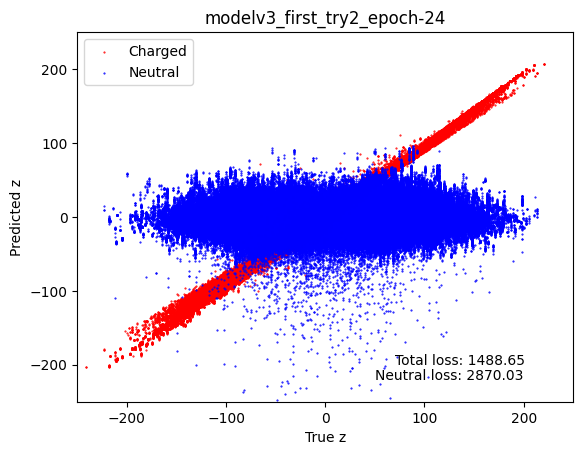 modelv3_first_try2_epoch-24
Charged
Neutral
200
100
0
−100
−200
Predicted z
Total loss: 1488.65
Neutral loss: 2870.03
−200
−100
0
100
200
True z